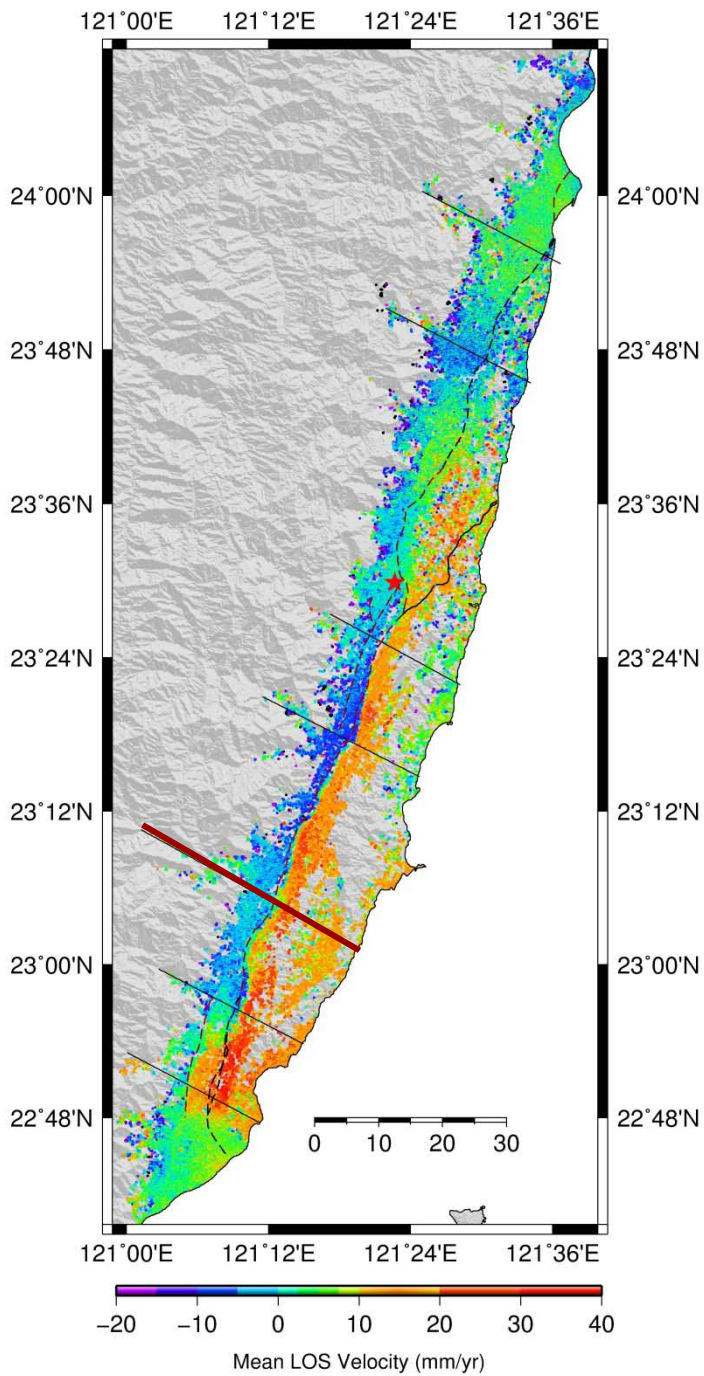 121˚00'E 121˚12'E 121˚24'E 121˚36'E
24˚00'N 24˚00'N
23˚48'N 23˚48'N
23˚36'N 23˚36'N
23˚24'N 23˚24'N
23˚12'N 23˚12'N
23˚00'N 23˚00'N
22˚48'N 22˚48'N
0 10 20 30
121˚00'E 121˚12'E 121˚24'E 121˚36'E
−20 −10 0 10 20 30 40
Mean LOS Velocity (mm/yr)